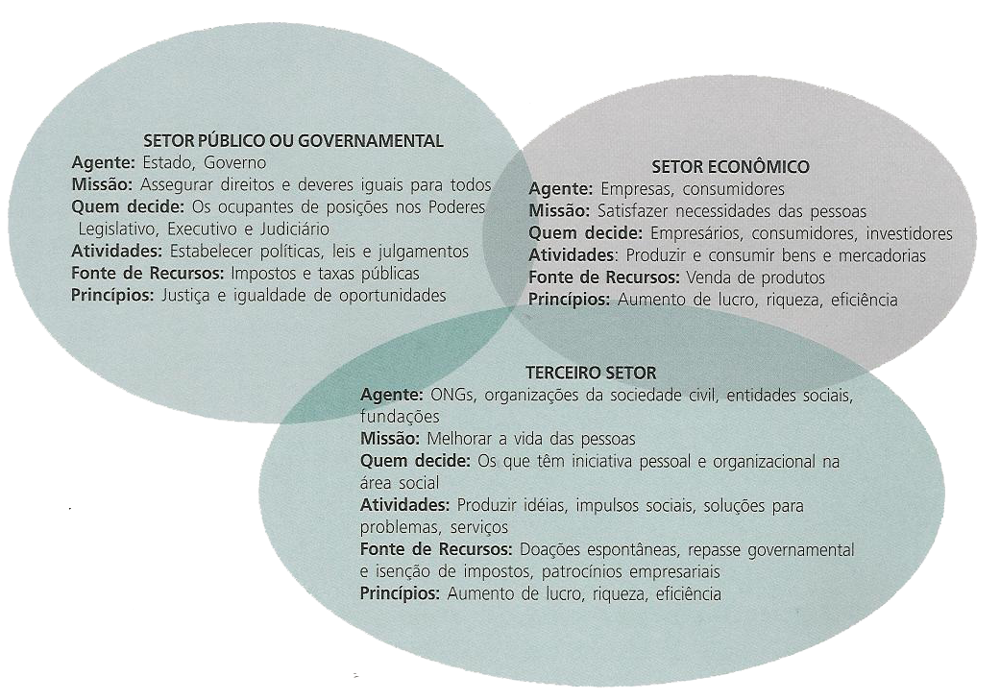 SETOR PÚBLICO OU GOVERNAMENTAL
Agente: Estado, Governo
Missão: Assegurar direitos e deveres iguais para todos
Quem decide: Os ocupantes de posições nos Poderes
Legislativo, Executivo e Judiciário
Atividades: Estabelecer políticas, leis e julgamentos
Fonte de Recursos: Impostos e taxas públicas
Princípios: Justiça e igualdade de oportunidades
SETOR ECONÔMICO
Agente: Empresas, consumidores
Missão: Satisfazer necessidades das pessoas
Quem decide: Empresários, consumidores, investidores
Atividades: Produzir e consumir bens e mercadorias
Fonte de Recursos: Venda de produtos
Princípios: Aumento de lucro, riqueza, eficiência
TERCEIRO SETOR
Agente: ONGs, organizações da sociedade civil, entidades sociais,
fundações
Missão: Melhorar a vida das pessoas
Quem decide: Os que têm iniciativa pessoal e organizacional na
área social
Atividades: Produzir idéias, impulsos sociais, soluções para
problemas, serviços
Fonte de Recursos: Doações espontâneas, repasse governamental
e isenção de impostos, patrocínios empresariais
Princípios: Aumento de lucro, riqueza, eficiência